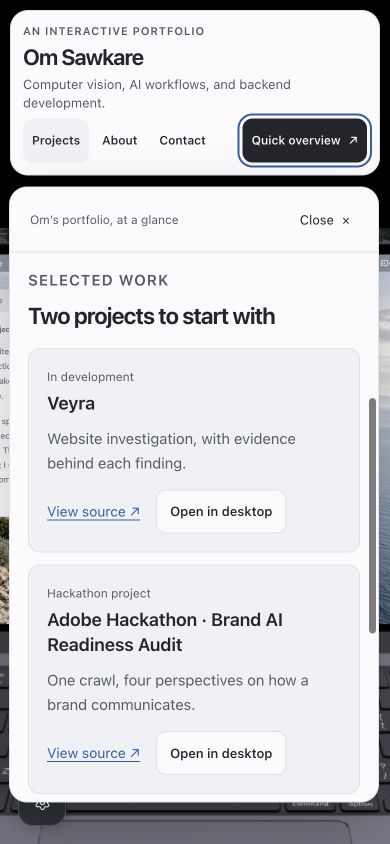 AN INTERACTIVE PORTFOLIO
Om Sawkare
Computer vision, AI workflows, and backend
development.
Projects About Contact Quick overview ↗
Om's portfolio, at a glance Close ×
SELECTED WORK
Two projects to start with
In development
Veyra
Website investigation, with evidence
behind each finding.
View source ↗ Open in desktop
Hackathon project
Adobe Hackathon · Brand AI
Readiness Audit
One crawl, four perspectives on how a
brand communicates.
View source ↗ Open in desktop
command option